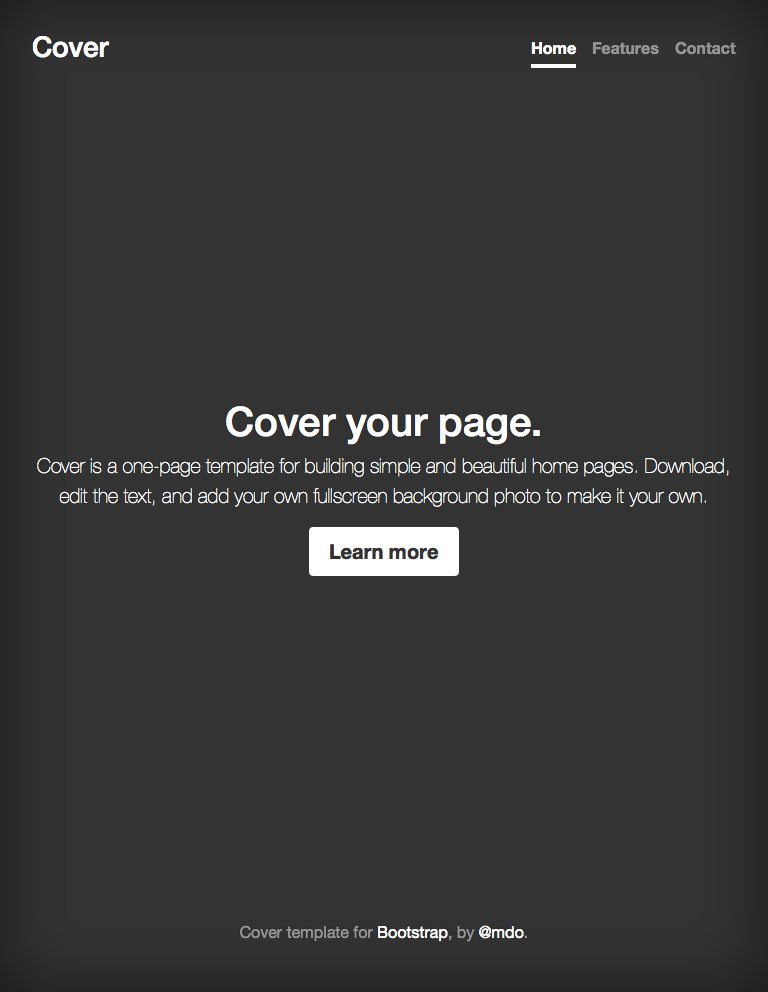 Cover
Home Features Contact
Cover your page.
Cover is a one-page template for building simple and beautiful home pages. Download,
edit the text, and add your own fullscreen background photo to make it your own.
Learn more
Cover template for Bootstrap, by @mdo.